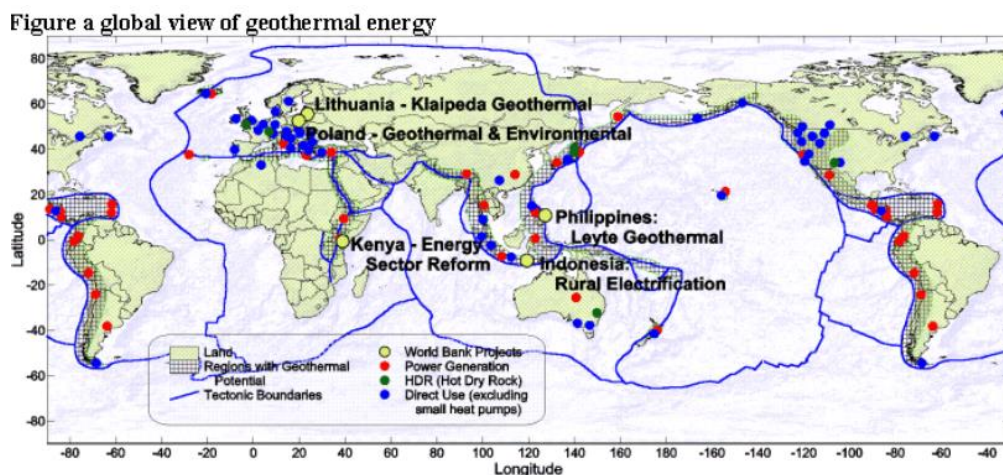 Figure a global view of geothermal energy
80
60
40
20
0
-20
-40
-60
-80
Latitude
Lithuania - Klaipeda Geothermal
Poland - Geothermal & Environmental
Philippines:
Leyte Geothermal
Kenya - Energy
Sector Reform
Indonesia:
Rural Electrification
Land
Regions with Geothermal
Potential
Tectonic Boundaries
World Bank Projects
Power Generation
HDR (Hot Dry Rock)
Direct Use (excluding
small heat pumps)
-80 -60 -40 -20 0 20 40 60 80 100 120 140 160 180 -160 -140 -120 -100 -80 -60 -40
Longitude